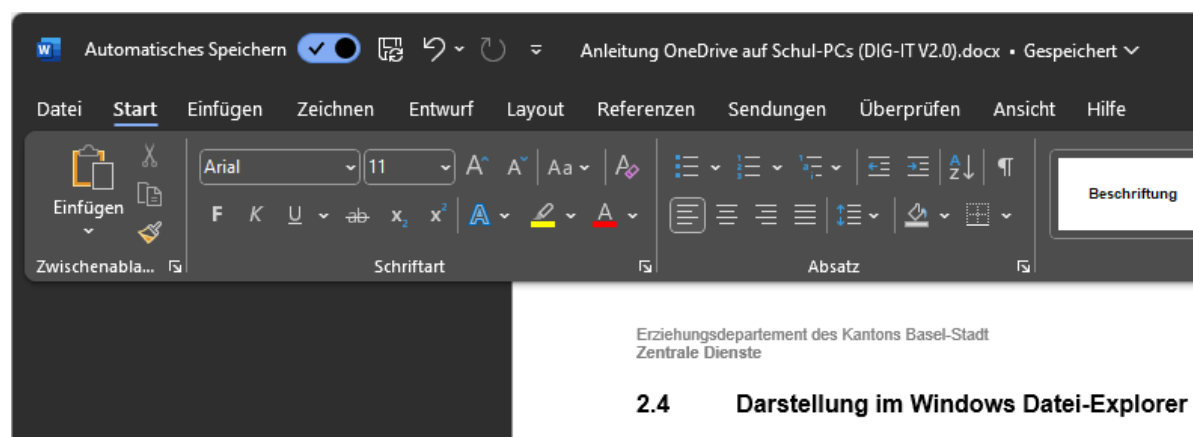 Automatisches Speichern Anleitung OneDrive auf Schul-PCs (DIG-IT V2.0).docx • Gespeichert
Datei Start Einfügen Zeichnen Entwurf Layout Referenzen Sendungen Überprüfen Ansicht Hilfe
Arial 11 Aa
Einfügen
F K U ab x₂ x² A A
Beschriftung
Zwischenabla... Schriftart Absatz
Erziehungsdepartement des Kantons Basel-Stadt
Zentrale Dienste
2.4 Darstellung im Windows Datei-Explorer